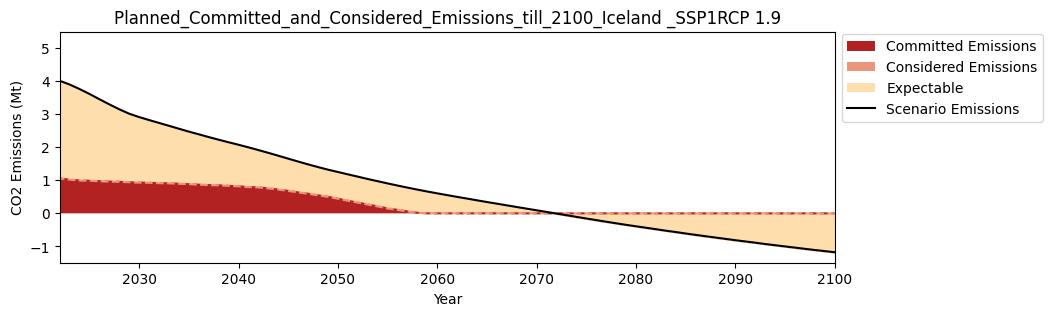 Planned_Committed_and_Considered_Emissions_till_2100_Iceland _SSP1RCP 1.9
5
4
3
2
1
0
−1
CO2 Emissions (Mt)
2030
2040
2050
2060
2070
2080
2090
2100
Year
Committed Emissions
Considered Emissions
Expectable
Scenario Emissions